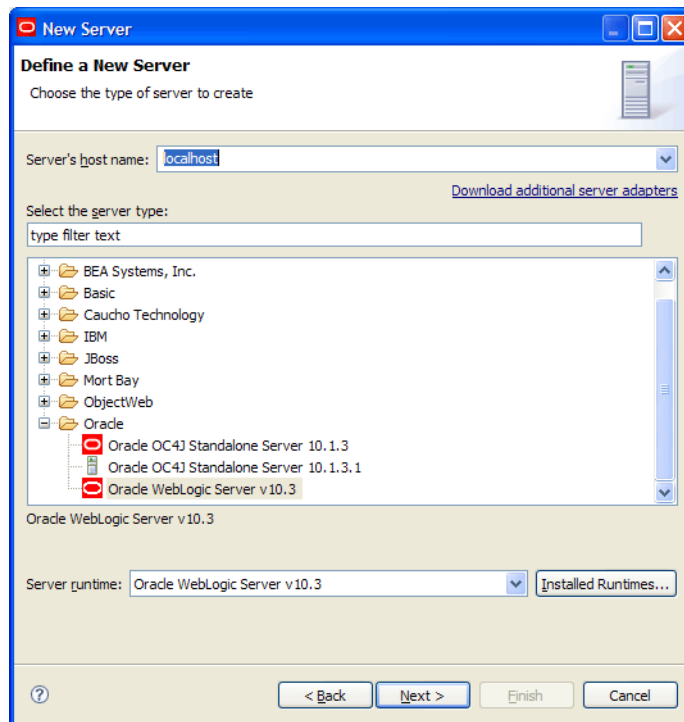 New Server
Define a New Server
Choose the type of server to create
Server's host name: localhost
Download additional server adapters
Select the server type:
type filter text
BEA Systems, Inc.
Basic
Caucho Technology
IBM
JBoss
Mort Bay
ObjectWeb
Oracle
Oracle OC4J Standalone Server 10.1.3
Oracle OC4J Standalone Server 10.1.3.1
Oracle WebLogic Server v10.3
Oracle WebLogic Server v10.3
Server runtime: Oracle WebLogic Server v10.3 Installed Runtimes...
? < Back Next > Finish Cancel